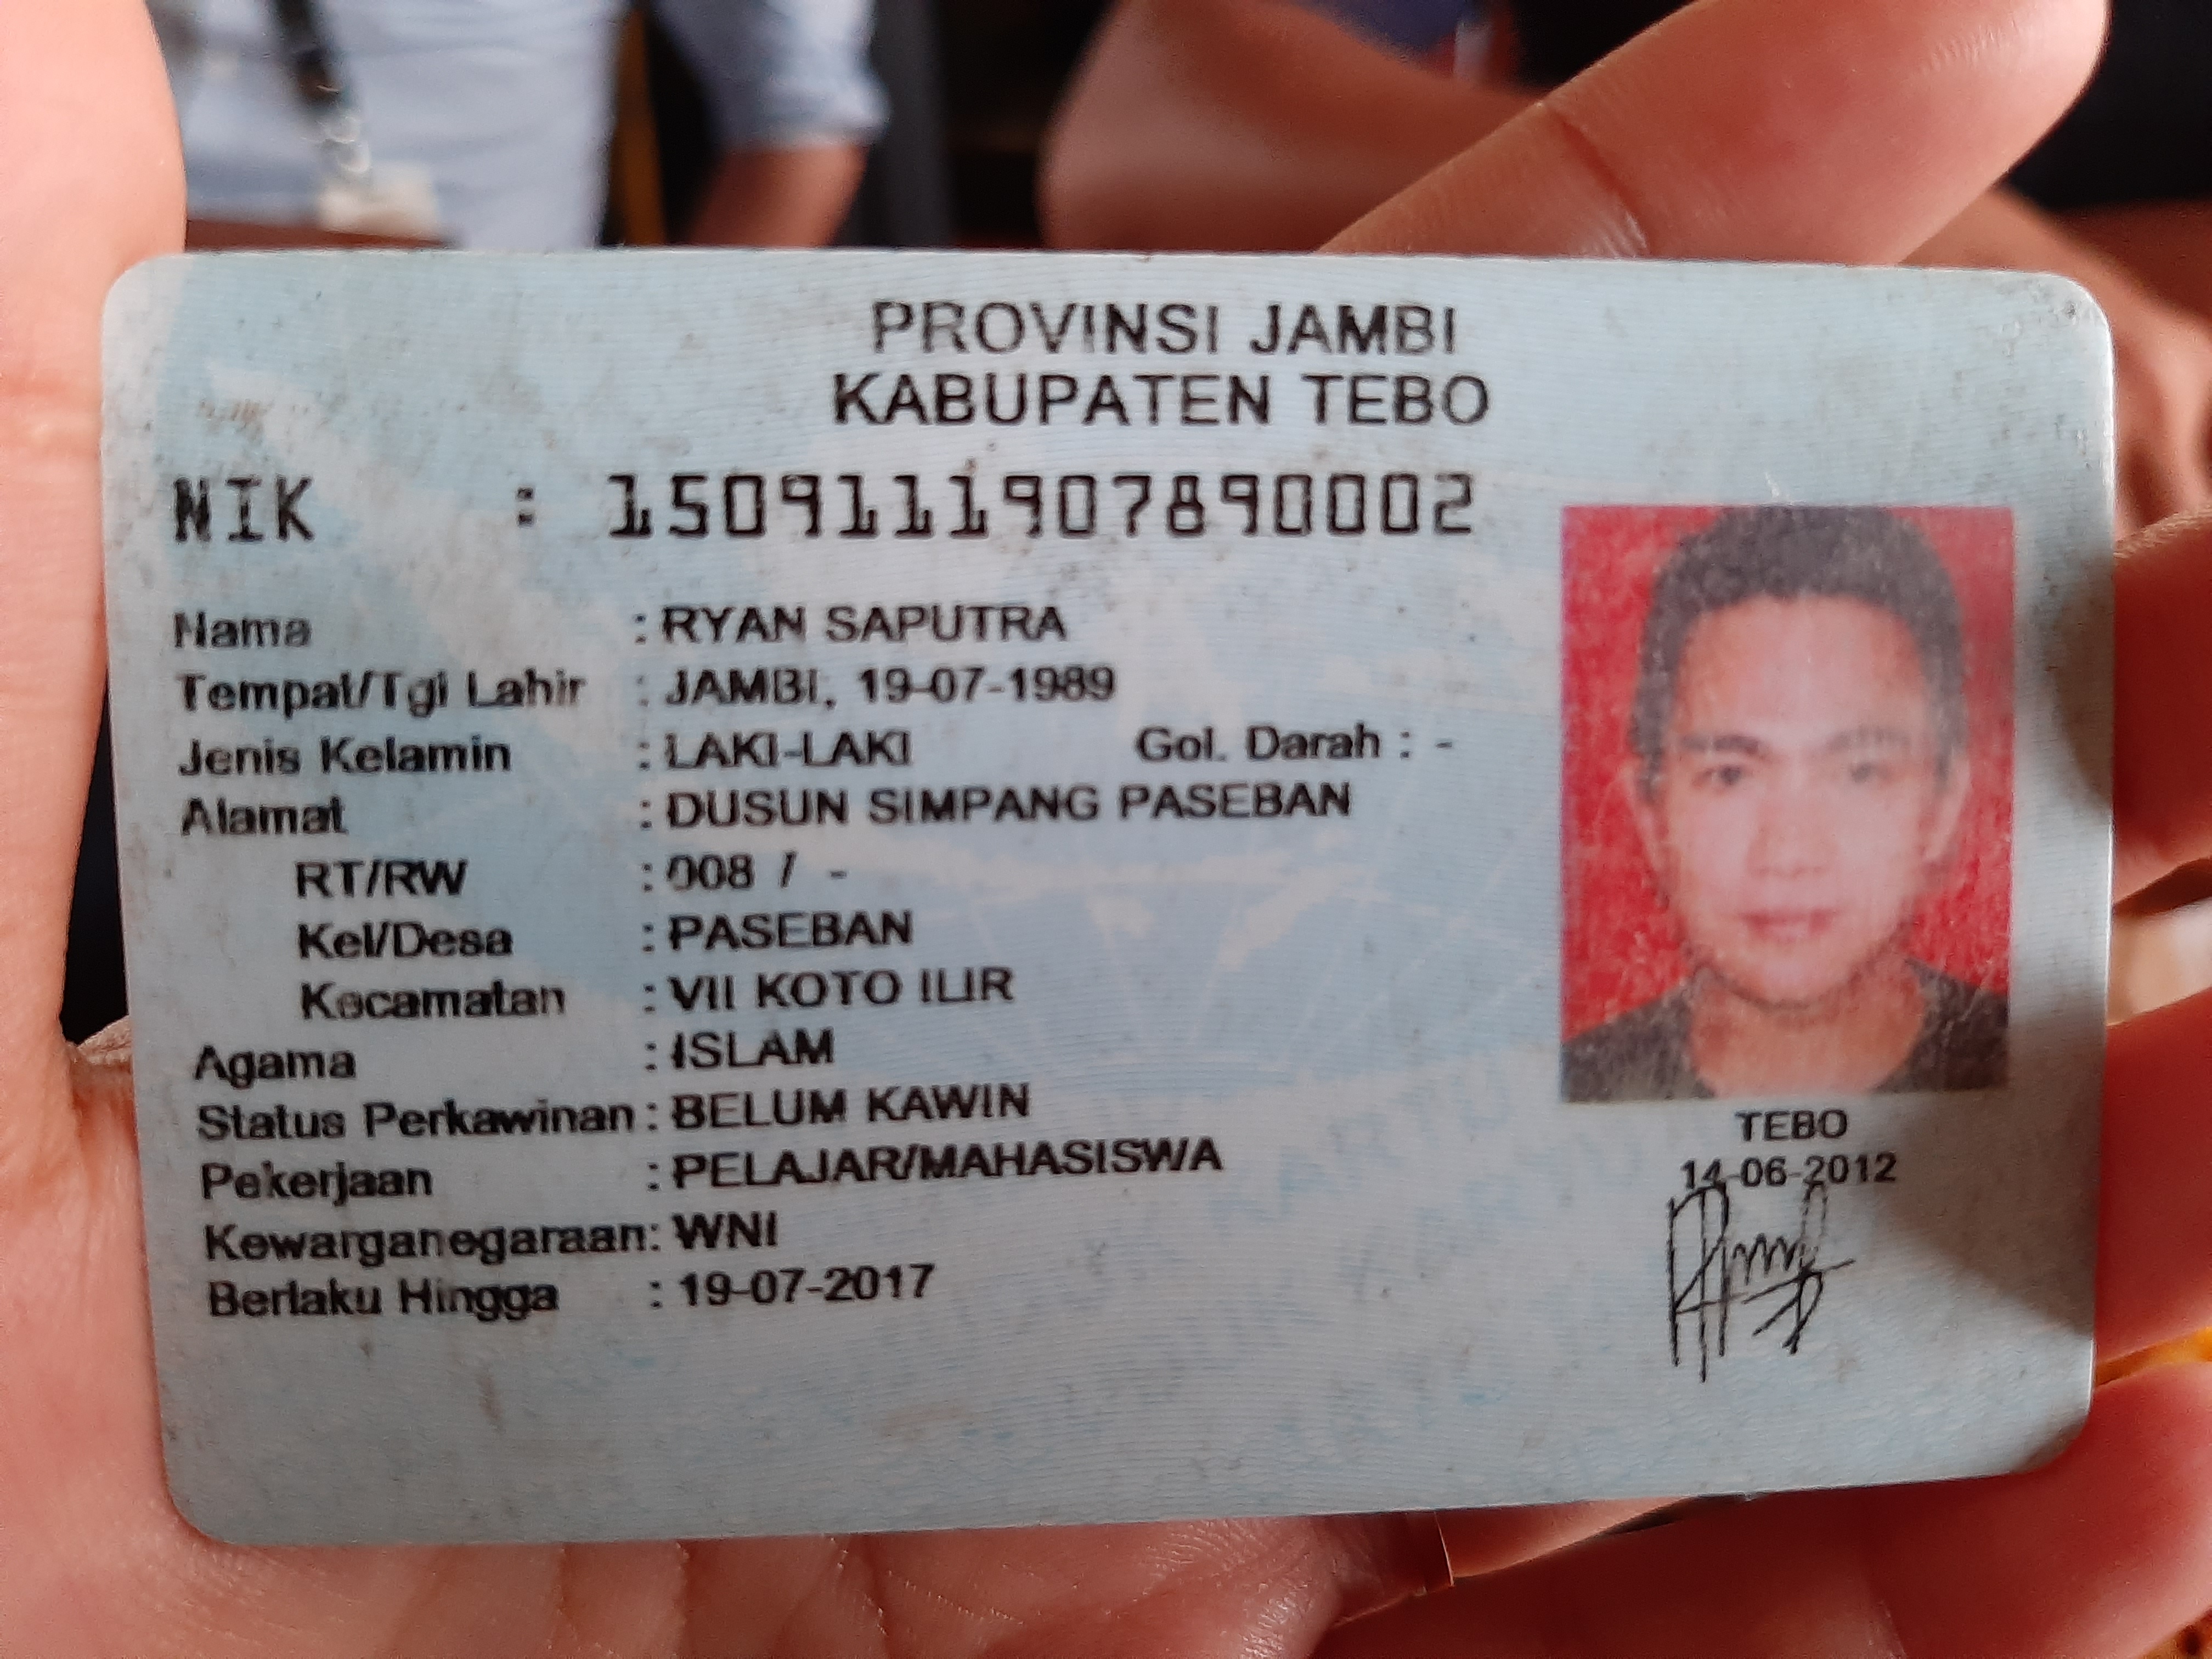 PROVINSI JAMBI
KABUPATEN TEBO
NIK : 1509111907890002
Nama : RYAN SAPUTRA
Tempat/Tgl Lahir : JAMBI, 19-07-1989
Jenis Kelamin : LAKI-LAKI Gol. Darah : -
Alamat : DUSUN SIMPANG PASEBAN
RT/RW : 008 / -
Kel/Desa : PASEBAN
Kecamatan : VII KOTO ILIR
Agama : ISLAM
Status Perkawinan : BELUM KAWIN
Pekerjaan : PELAJAR/MAHASISWA
Kewarganegaraan : WNI
Berlaku Hingga : 19-07-2017
TEBO
14-06-2012